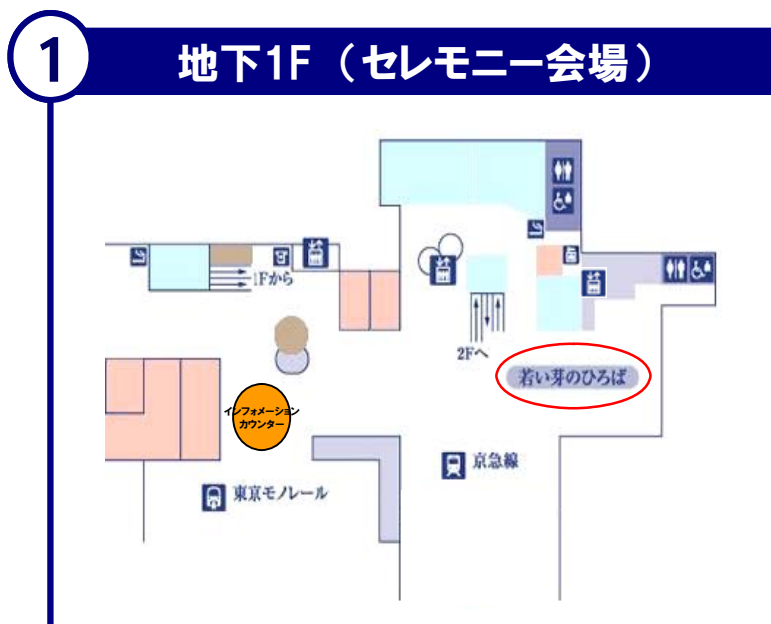 1
地下1F (セレモニー会場)
1Fから
2Fへ
若い芽のひろば
インフォメーション
カウンター
京急線
東京モノレール